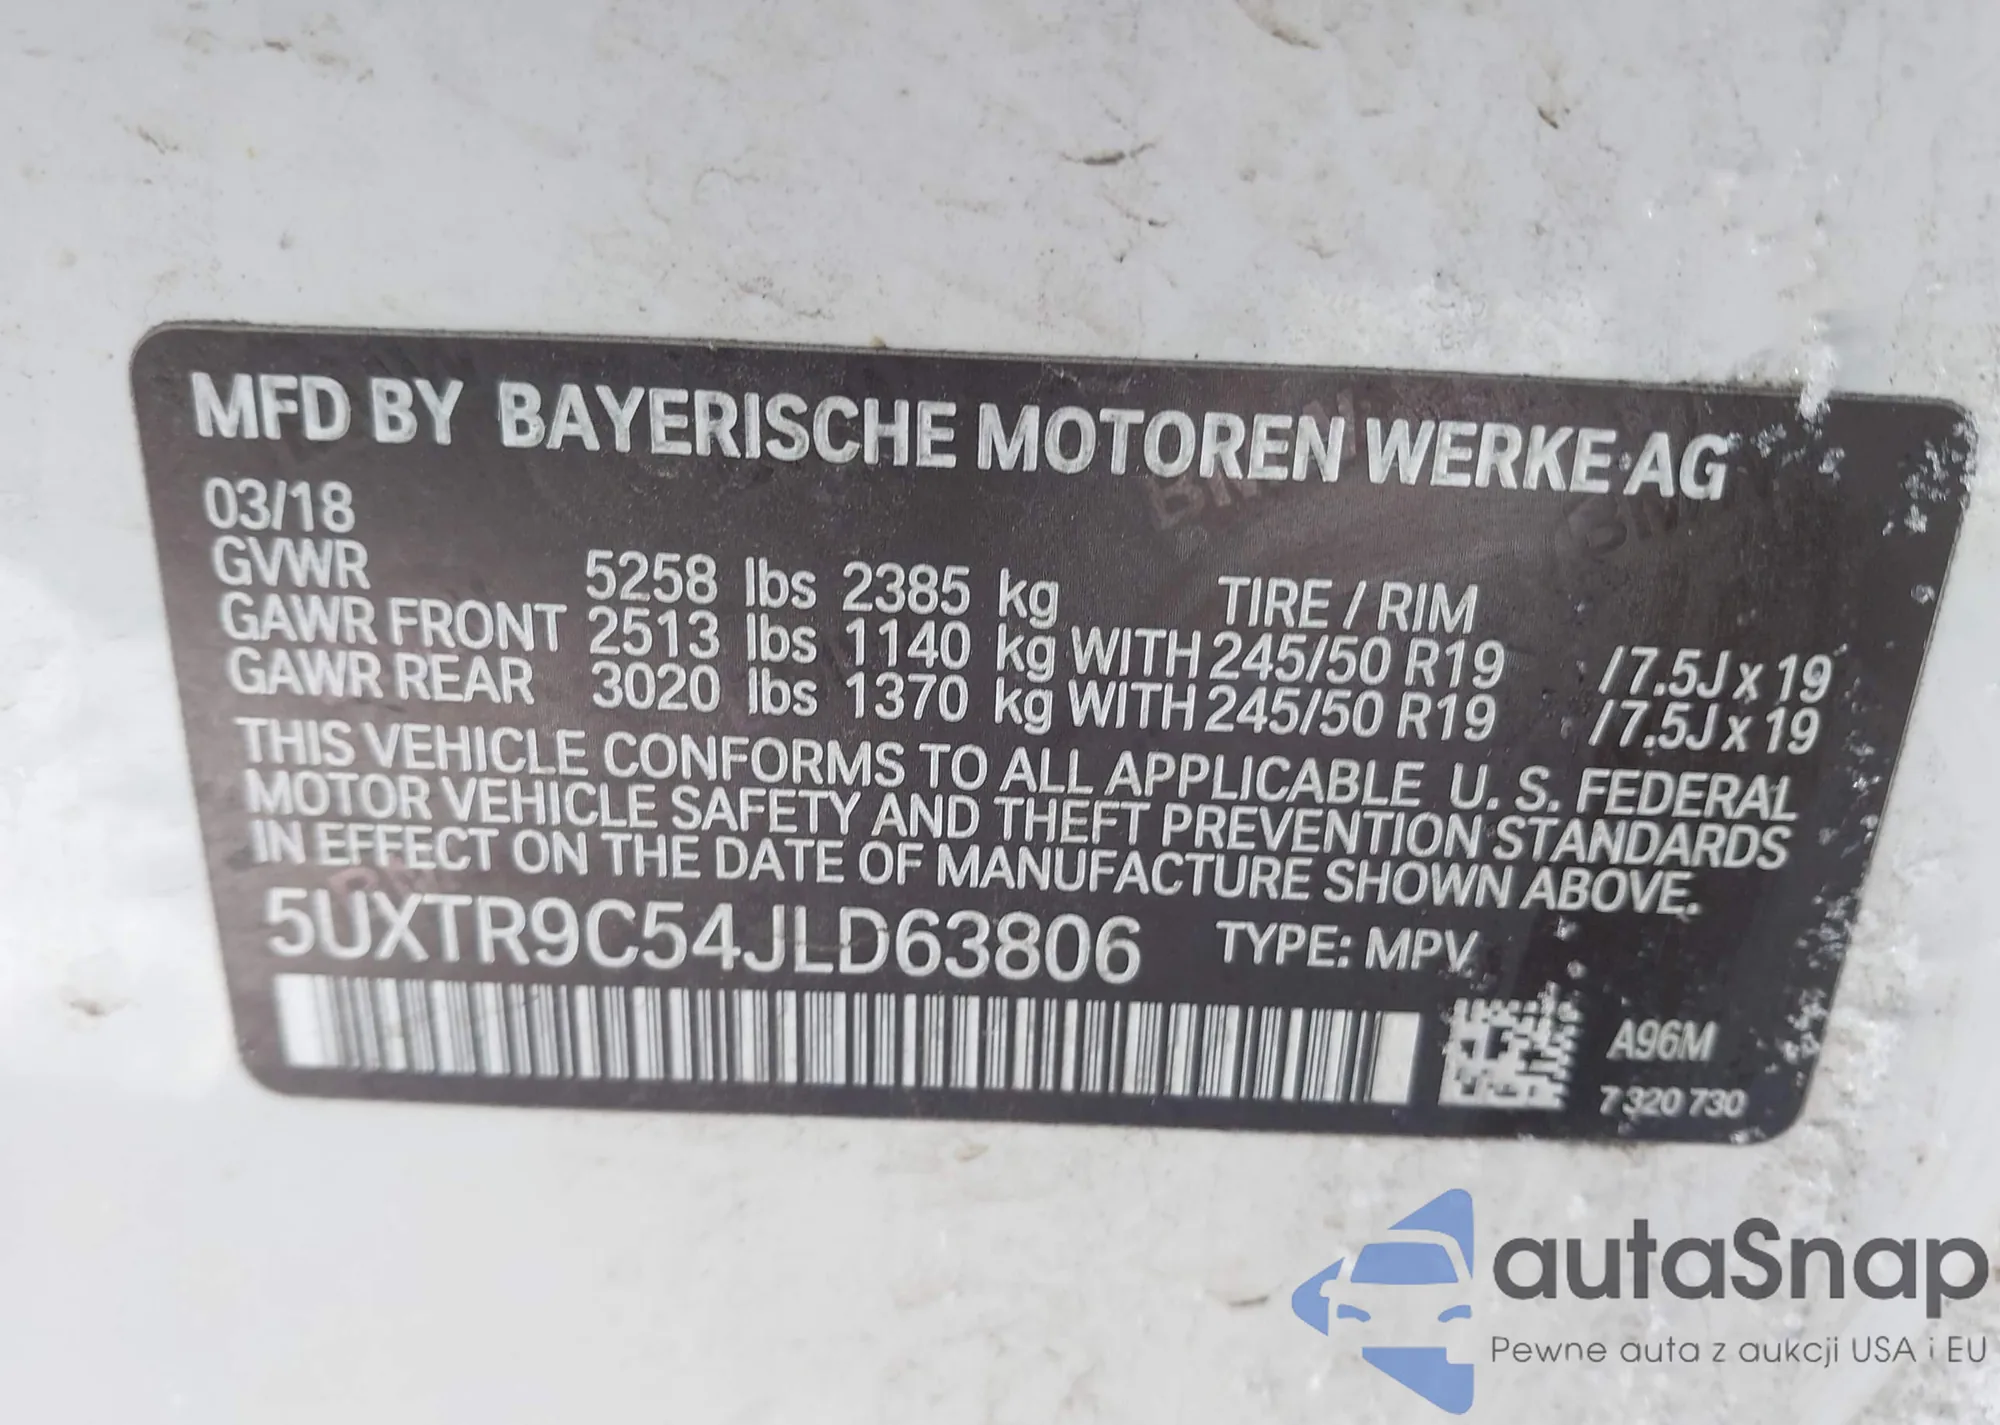 MFD BY BAYERISCHE MOTOREN WERKE AG
03/18
GVWR 5258 lbs 2385 kg TIRE / RIM
GAWR FRONT 2513 lbs 1140 kg WITH 245/50 R19 /7.5J x 19
GAWR REAR 3020 lbs 1370 kg WITH 245/50 R19 /7.5J x 19
THIS VEHICLE CONFORMS TO ALL APPLICABLE U. S. FEDERAL
MOTOR VEHICLE SAFETY AND THEFT PREVENTION STANDARDS
IN EFFECT ON THE DATE OF MANUFACTURE SHOWN ABOVE.
5UXTR9C54JLD63806 TYPE: MPV
A96M
7 320 730
autaSnap
Pewne auta z aukcji USA i EU